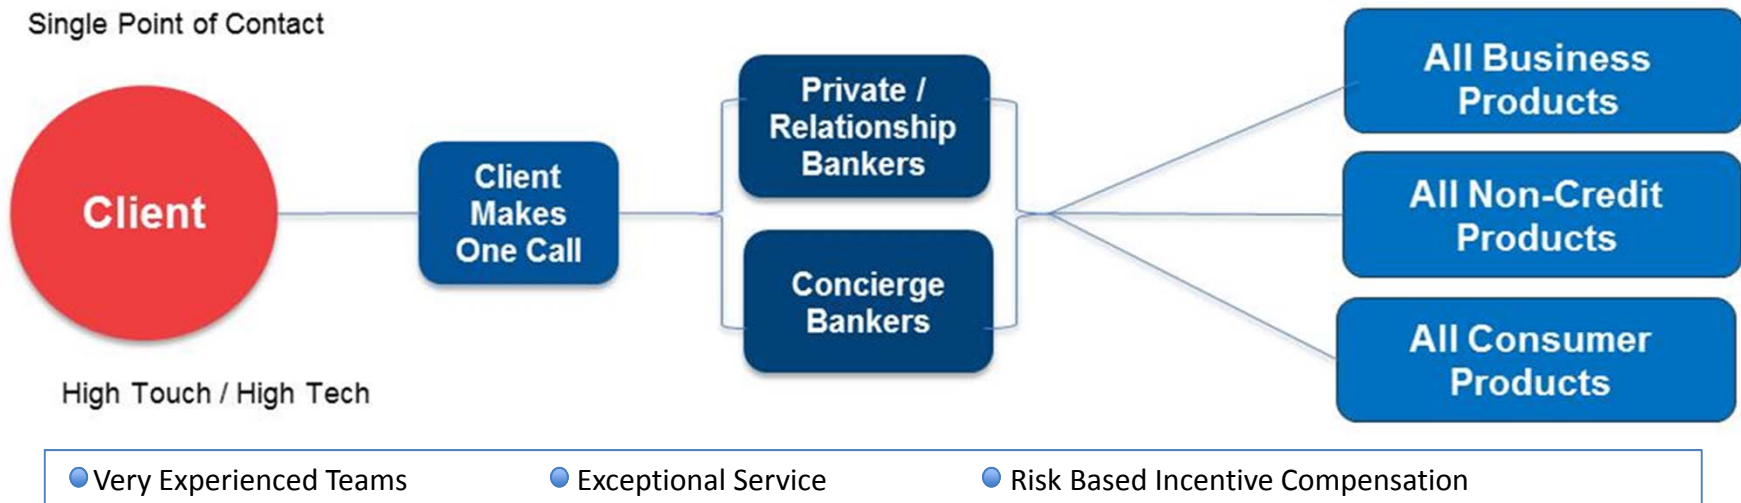 Single Point of Contact
Client
High Touch / High Tech
Client
Makes
One Call
Private /
Relationship
Bankers
Concierge
Bankers
All Business
Products
All Non-Credit
Products
All Consumer
Products
Very Experienced Teams
Exceptional Service
Risk Based Incentive Compensation